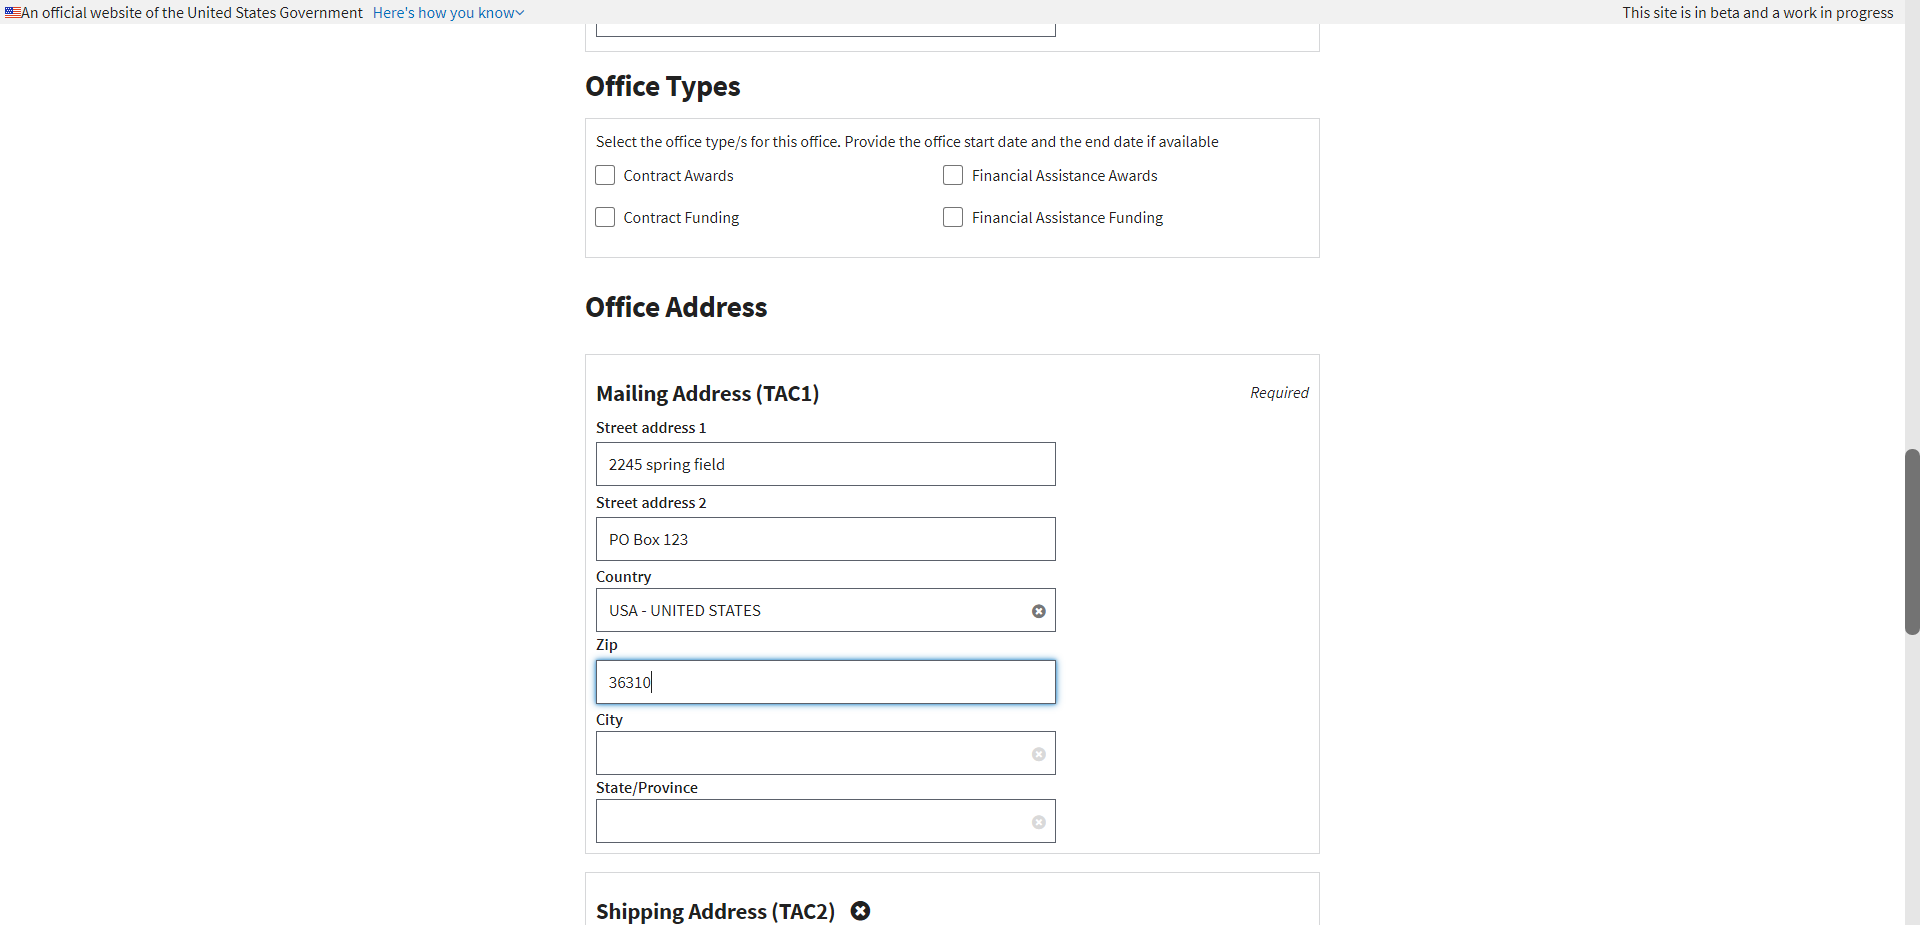 An official website of the United States Government Here's how you know
This site is in beta and a work in progress
Office Types
Select the office type/s for this office. Provide the office start date and the end date if available
Contract Awards
Financial Assistance Awards
Contract Funding
Financial Assistance Funding
Office Address
Mailing Address (TAC1)
Required
Street address 1
2245 spring field
Street address 2
PO Box 123
Country
USA - UNITED STATES
Zip
36310
City
State/Province
Shipping Address (TAC2)